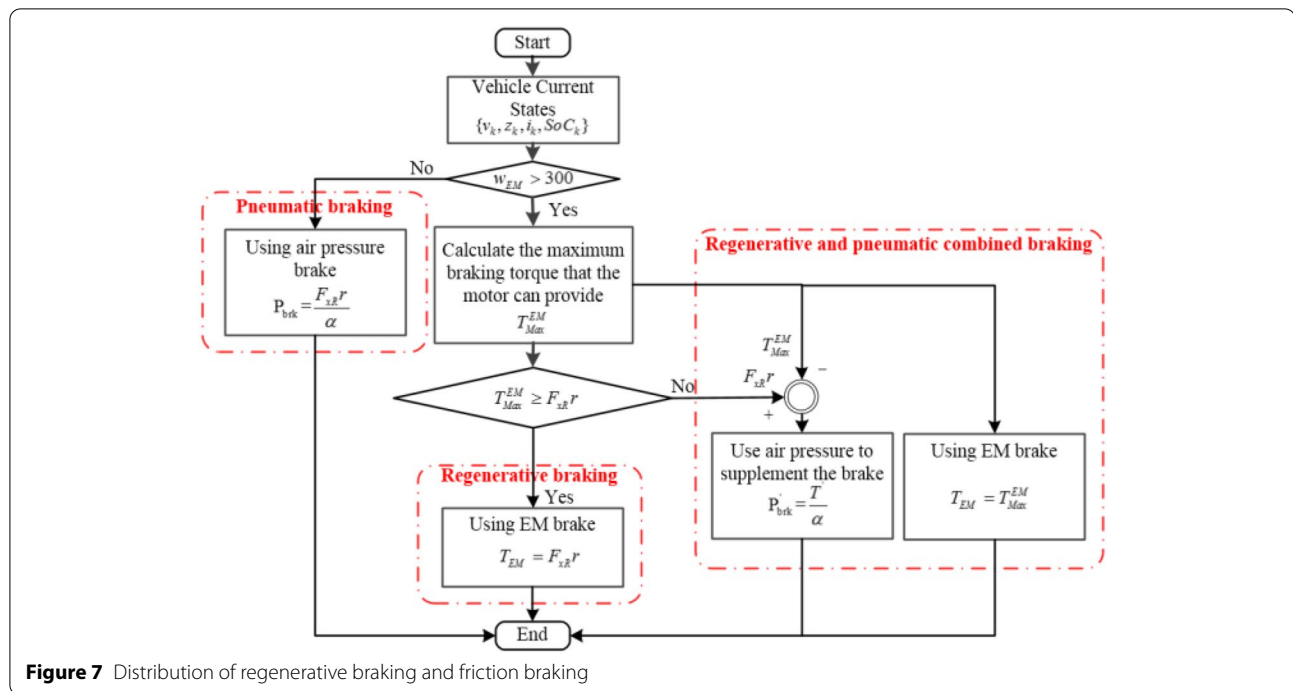 Start
Vehicle Current
States
{v_k, z_k, i_k, SoC_k}
No
w_EM > 300
Yes
Pneumatic braking
Using air pressure
brake
P_brk = F_xR r / α
Calculate the maximum
braking torque that the
motor can provide
T_Max^EM
Regenerative and pneumatic combined braking
T_Max^EM
−
F_xR r
+
T_Max^EM ≥ F_xR r
No
Use air pressure to
supplement the brake
P'_brk = T' / α
Using EM brake
T_EM = T_Max^EM
Regenerative braking
Yes
Using EM brake
T_EM = F_xR r
End
Figure 7 Distribution of regenerative braking and friction braking